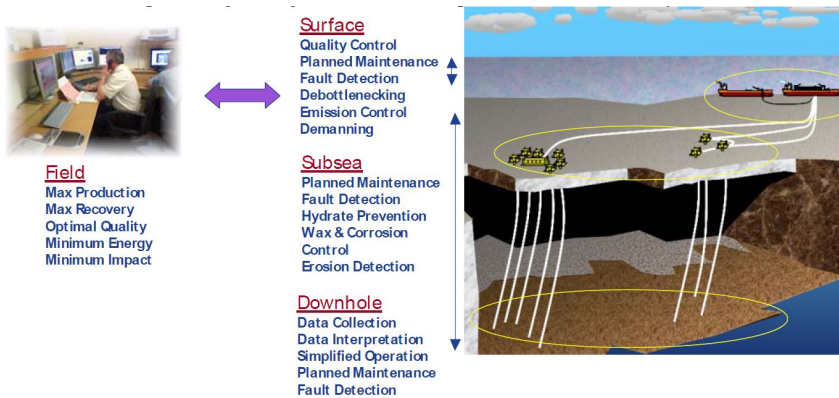 Surface
Quality Control
Planned Maintenance
Fault Detection
Debottlenecking
Emission Control
Demanning
Field
Max Production
Max Recovery
Optimal Quality
Minimum Energy
Minimum Impact
Subsea
Planned Maintenance
Fault Detection
Hydrate Prevention
Wax & Corrosion
Control
Erosion Detection
Downhole
Data Collection
Data Interpretation
Simplified Operation
Planned Maintenance
Fault Detection